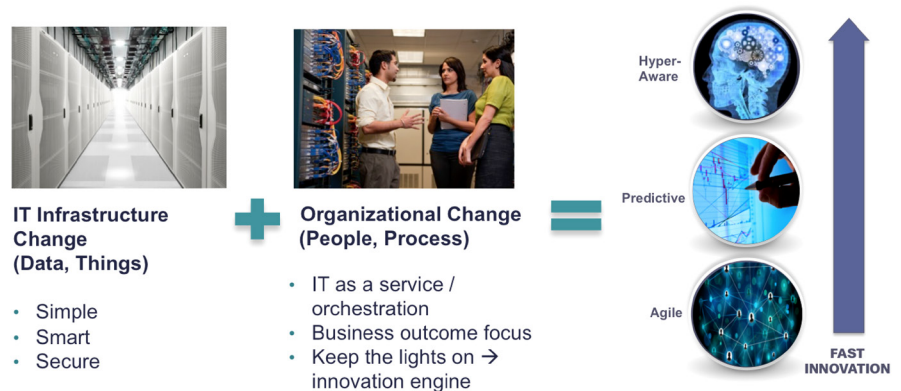 IT Infrastructure
Change
(Data, Things)
• Simple
• Smart
• Secure
Organizational Change
(People, Process)
• IT as a service /
orchestration
• Business outcome focus
• Keep the lights on →
innovation engine
Hyper-
Aware
Predictive
Agile
FAST
INNOVATION